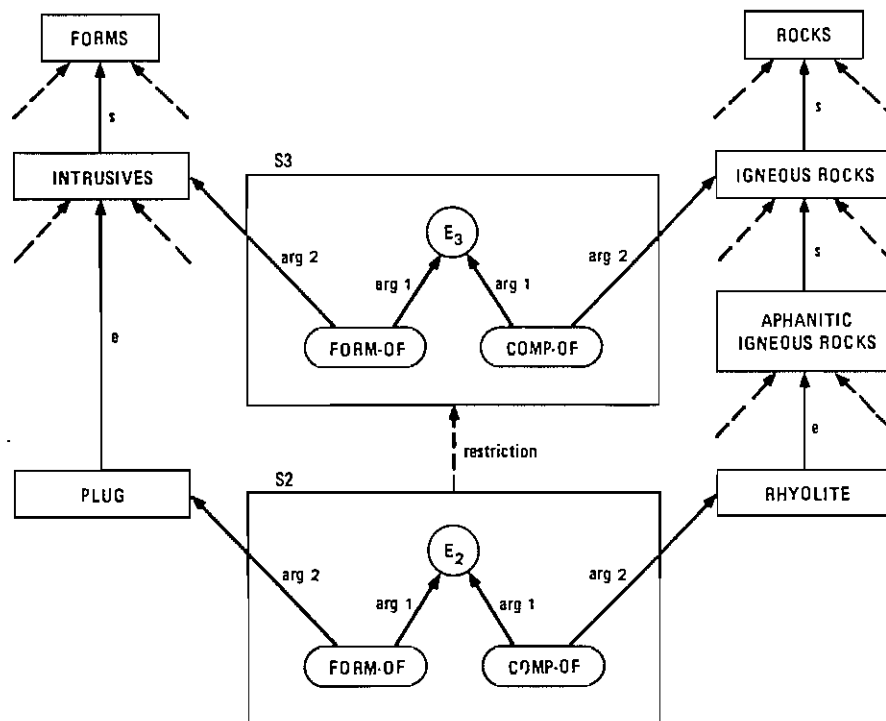 FORMS
ROCKS
s
s
S3
INTRUSIVES
IGNEOUS ROCKS
E3
arg 2
arg 2
arg 1
arg 1
s
e
FORM-OF
COMP-OF
APHANITIC
IGNEOUS ROCKS
restriction
e
S2
PLUG
RHYOLITE
E2
arg 2
arg 2
arg 1
arg 1
FORM-OF
COMP-OF